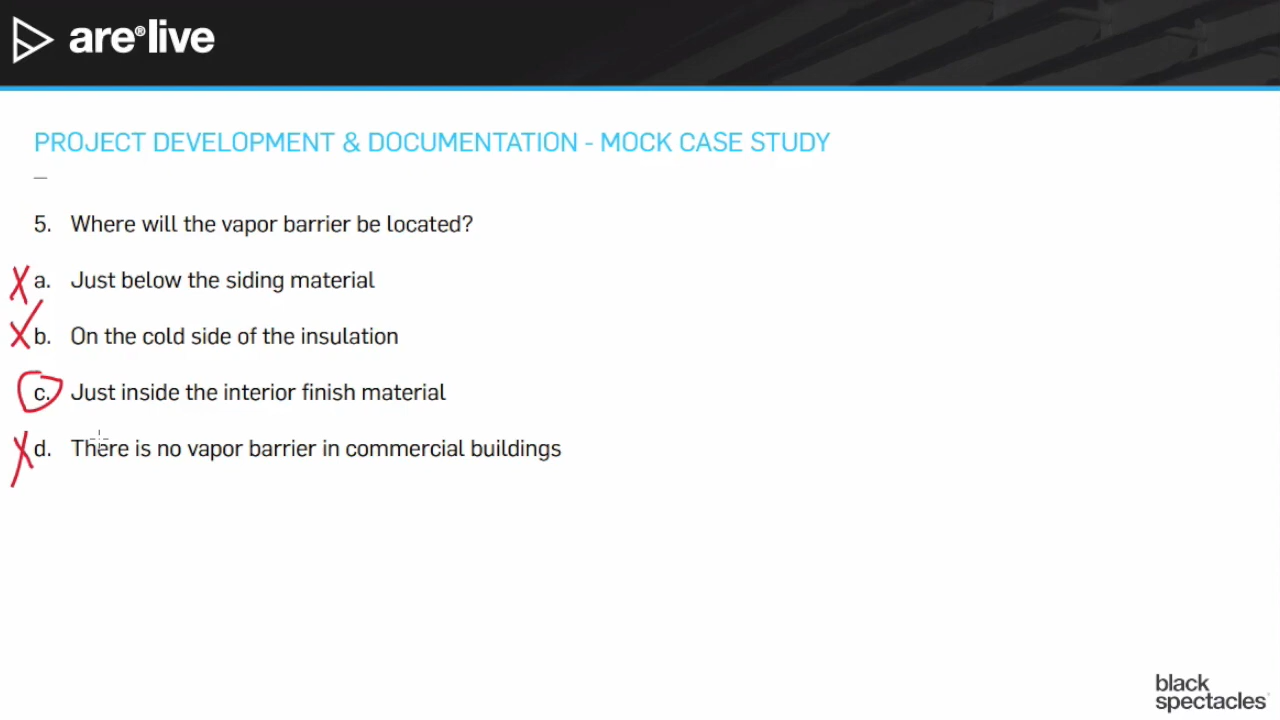 are®live
PROJECT DEVELOPMENT & DOCUMENTATION - MOCK CASE STUDY
—
5. Where will the vapor barrier be located?
a. Just below the siding material
b. On the cold side of the insulation
c. Just inside the interior finish material
d. There is no vapor barrier in commercial buildings
black
spectacles